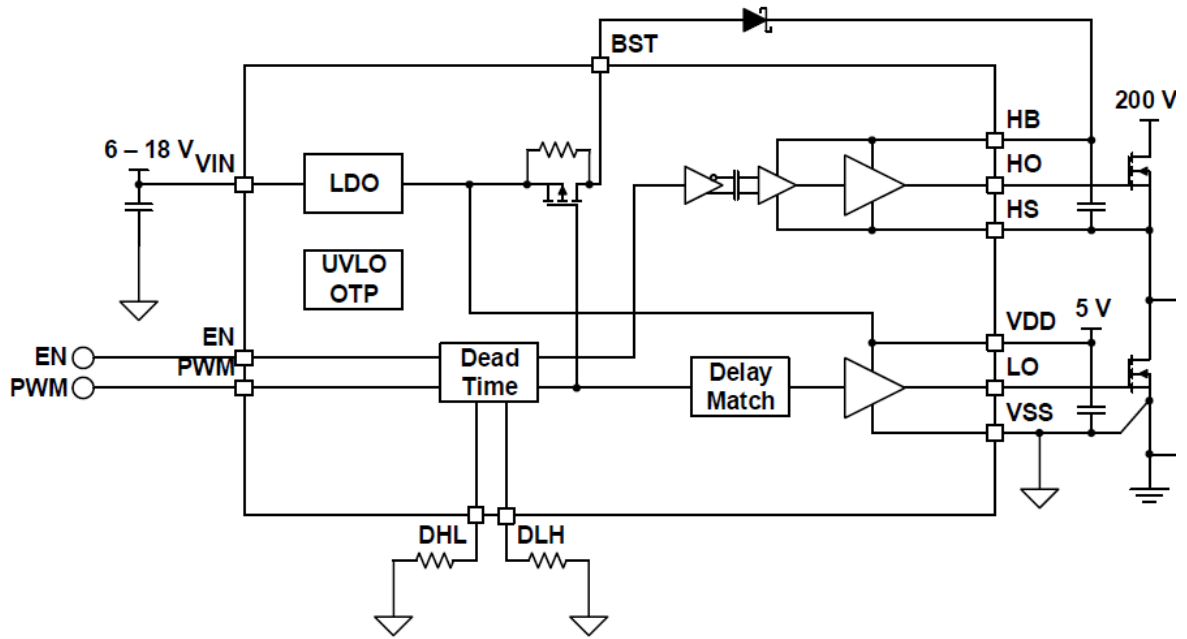 BST
200 V
HB
6 – 18 V
VIN
LDO
HO
HS
UVLO
OTP
EN
VDD
5 V
EN
PWM
Dead
Time
Delay
Match
LO
PWM
VSS
DHL
DLH